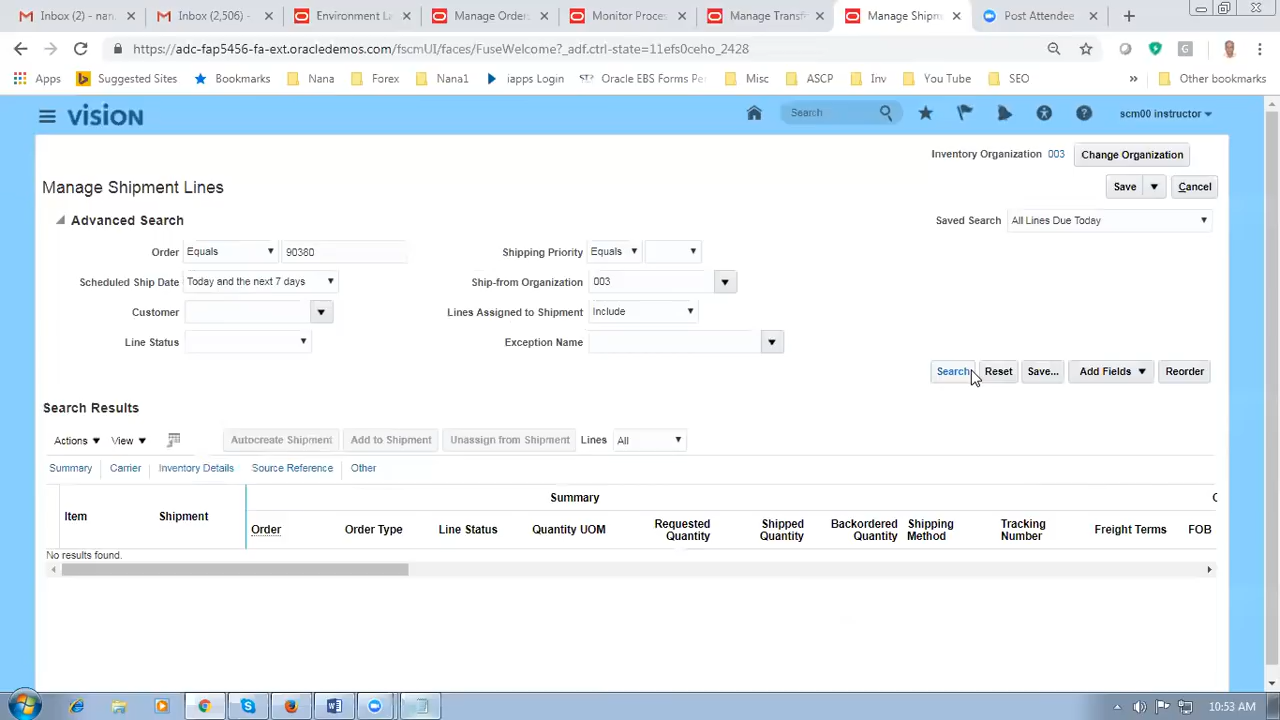 Inbox (2) - nan
Inbox (2,506) -
Environment L
Manage Order
Monitor Proce
Manage Transf
Manage Shipm
Post Attendee
https://adc-fap5456-fa-ext.oracledemos.com/fscmUI/faces/FuseWelcome?_adf.ctrl-state=11efs0ceho_2428
Apps Suggested Sites Bookmarks Nana Forex Nana1 iapps Login Oracle EBS Forms Pe Misc ASCP Inv You Tube SEO » Other bookmarks
VISION Search scm00 instructor
Inventory Organization 003 Change Organization
Manage Shipment Lines Save Cancel
Advanced Search Saved Search All Lines Due Today
Order Equals 90360 Shipping Priority Equals
Scheduled Ship Date Today and the next 7 days Ship-from Organization 003
Customer Lines Assigned to Shipment Include
Line Status Exception Name
Search Reset Save... Add Fields Reorder
Search Results
Actions View Autocreate Shipment Add to Shipment Unassign from Shipment Lines All
Summary Carrier Inventory Details Source Reference Other
Summary
Item Shipment Order Order Type Line Status Quantity UOM Requested Quantity Shipped Quantity Backordered Quantity Shipping Method Tracking Number Freight Terms FOB
No results found.
10:53 AM